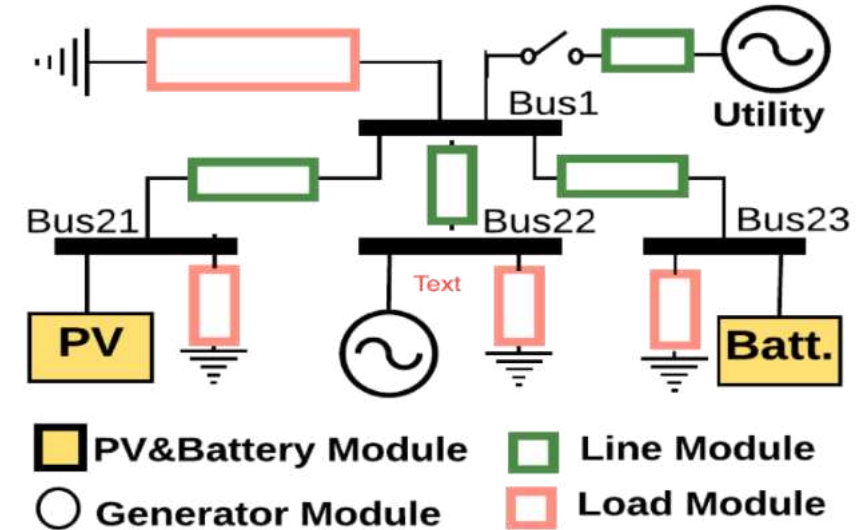 Bus1
Utility
Bus21
Bus22
Bus23
Text
PV
Batt.
PV&Battery Module
Line Module
Generator Module
Load Module